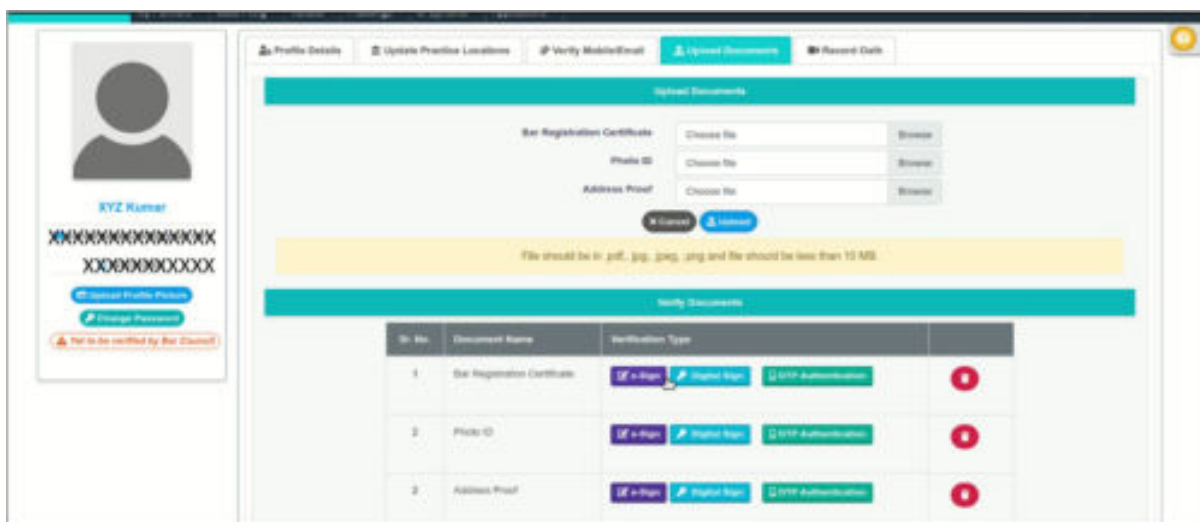 Profile Details
Update Practice Locations
Verify Mobile/Email
Upload Documents
Record Oath
Upload Documents
Bar Registration Certificate Choose file Browse
Photo ID Choose file Browse
Address Proof Choose file Browse
Cancel Upload
File should be in .pdf, .jpg, .jpeg, .png and file should be less than 10 MB.
XYZ Kumar
XXXXXXXXXXXXXXX
XXXXXXXXXXX
Upload Profile Picture
Change Password
Yet to be verified by Bar Council
Verify Documents
Sr. No. Document Name Verification Type
1 Bar Registration Certificate e-Sign Digital Sign OTP Authentication
2 Photo ID e-Sign Digital Sign OTP Authentication
Address Proof e-Sign Digital Sign OTP Authentication